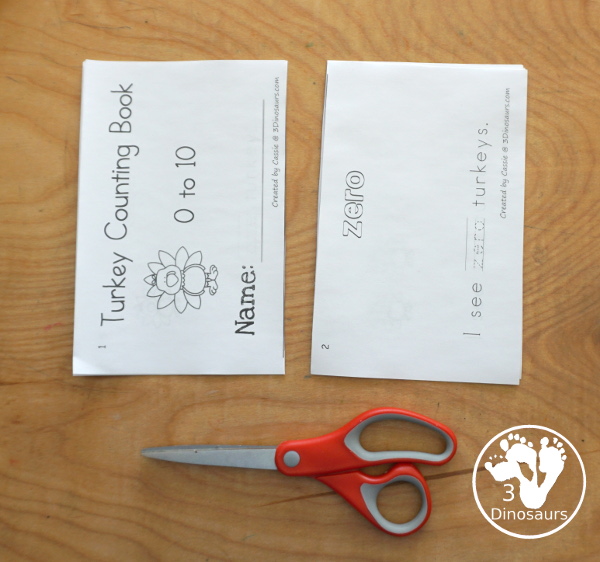 1
Turkey Counting Book
0 to 10
Name:
Created by Cassie @ 3Dinosaurs.com
2
zero
I see zero turkeys.
Created by Cassie @ 3Dinosaurs.com
3
Dinosaurs